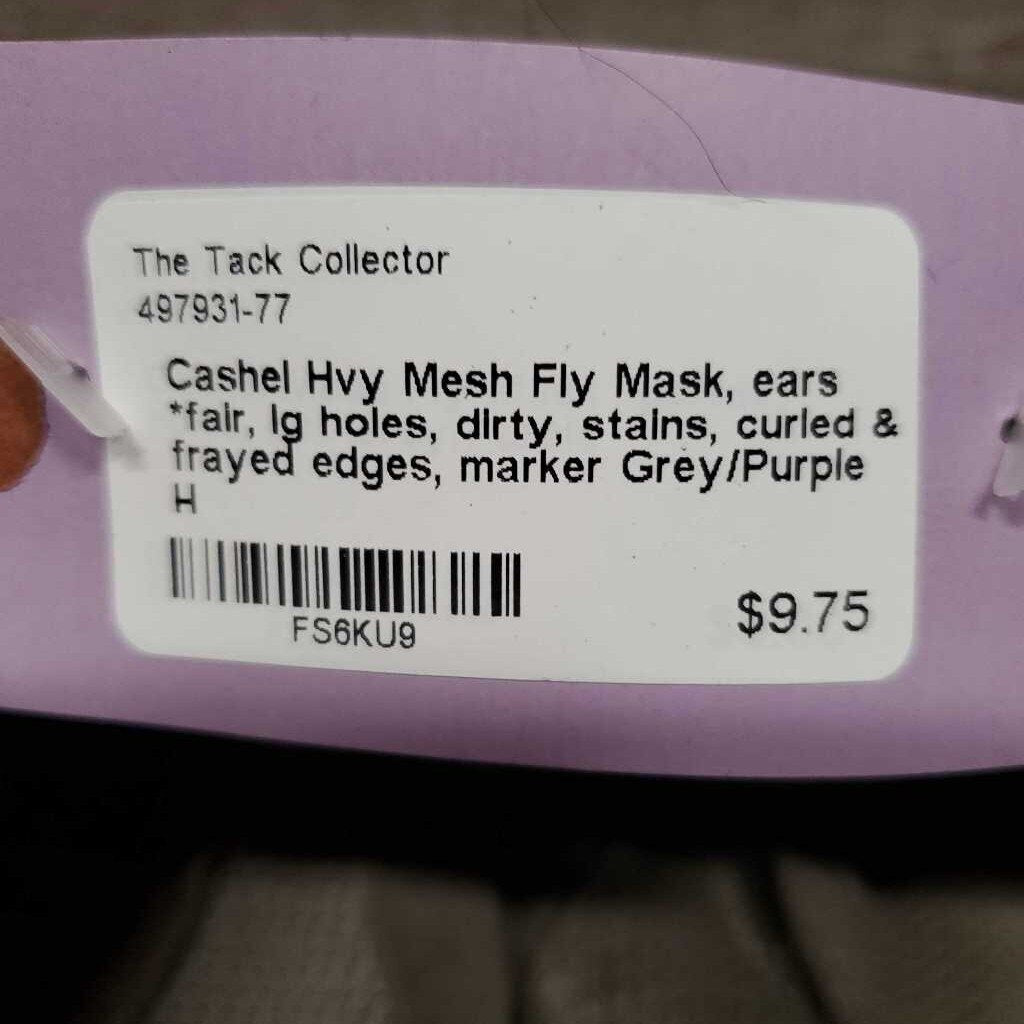 The Tack Collector
497931-77
Cashel Hvy Mesh Fly Mask, ears
*fair, lg holes, dirty, stains, curled &
frayed edges, marker Grey/Purple
H
FS6KU9
$9.75